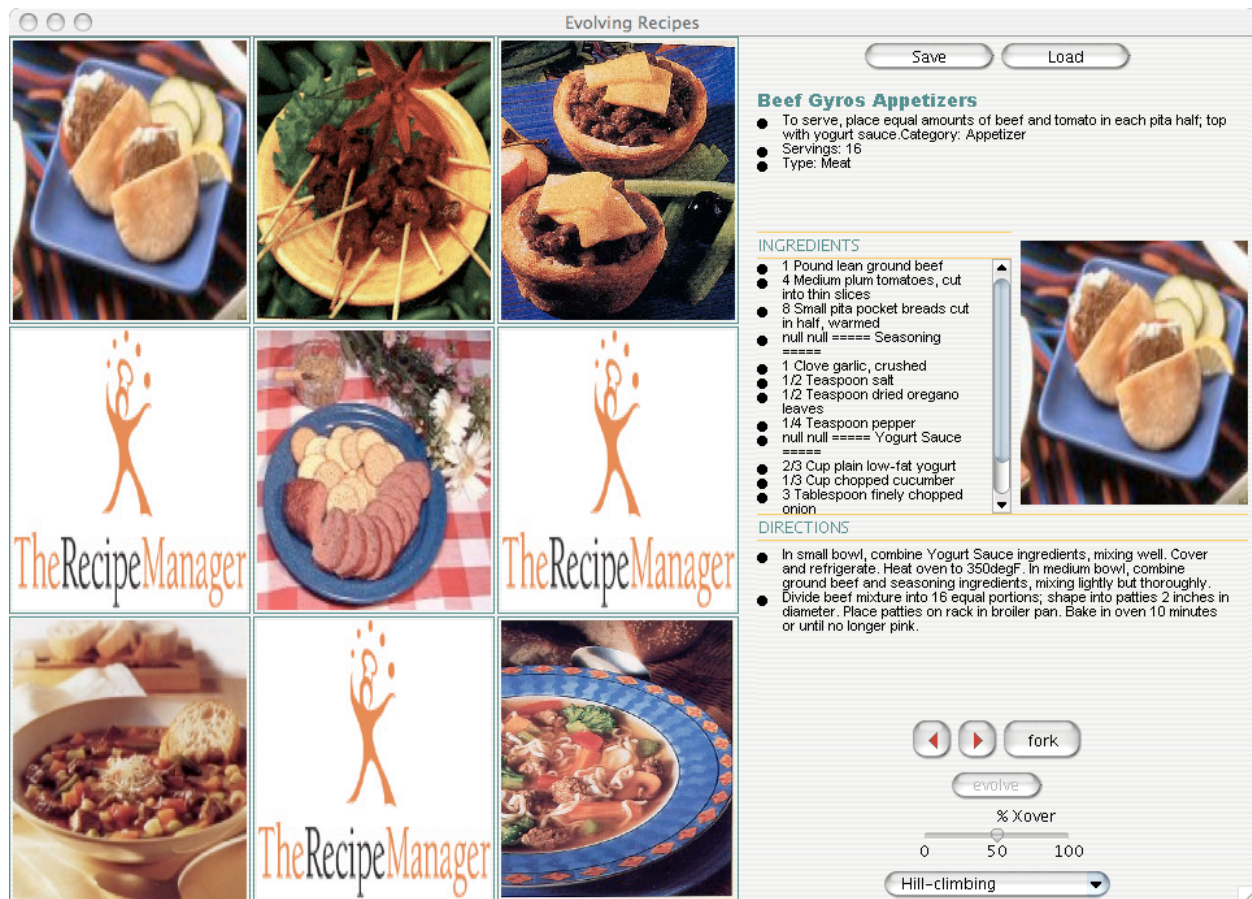 Evolving Recipes
TheRecipeManager
TheRecipeManager
TheRecipeManager
Save
Load
Beef Gyros Appetizers
To serve, place equal amounts of beef and tomato in each pita half; top
with yogurt sauce.Category: Appetizer
Servings: 16
Type: Meat
INGREDIENTS
1 Pound lean ground beef
4 Medium plum tomatoes, cut
into thin slices
8 Small pita pocket breads cut
in half, warmed
null null ===== Seasoning
=====
1 Clove garlic, crushed
1/2 Teaspoon salt
1/2 Teaspoon dried oregano
leaves
1/4 Teaspoon pepper
null null ===== Yogurt Sauce
=====
2/3 Cup plain low-fat yogurt
1/3 Cup chopped cucumber
3 Tablespoon finely chopped
onion
DIRECTIONS
In small bowl, combine Yogurt Sauce ingredients, mixing well. Cover
and refrigerate. Heat oven to 350degF. In medium bowl, combine
ground beef and seasoning ingredients, mixing lightly but thoroughly.
Divide beef mixture into 16 equal portions; shape into patties 2 inches in
diameter. Place patties on rack in broiler pan. Bake in oven 10 minutes
or until no longer pink.
fork
evolve
% Xover
0 50 100
Hill-climbing